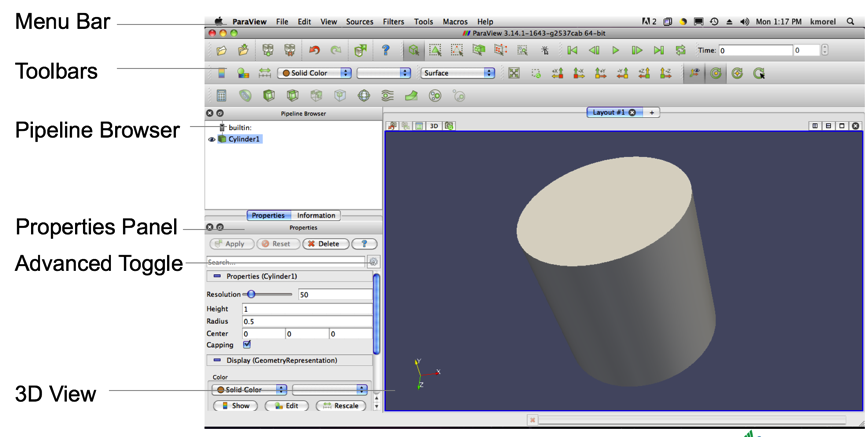 Menu Bar
ParaView File Edit View Sources Filters Tools Macros Help
2
Mon 1:17 PM kmorel
ParaView 3.14.1-1643-g2537cab 64-bit
Time: 0
0
Toolbars
Solid Color
Surface
+X -X +Y -Y +Z -Z
Pipeline Browser
Pipeline Browser
builtin:
Cylinder1
Layout #1
+
3D
Properties Information
Properties Panel
Properties
Apply Reset Delete ?
Advanced Toggle
Search...
Properties (Cylinder1)
Resolution 50
Height 1
Radius 0.5
Center 0 0 0
Capping
Display (GeometryRepresentation)
Color
Solid Color
Show Edit Rescale
3D View
Y
X
Z